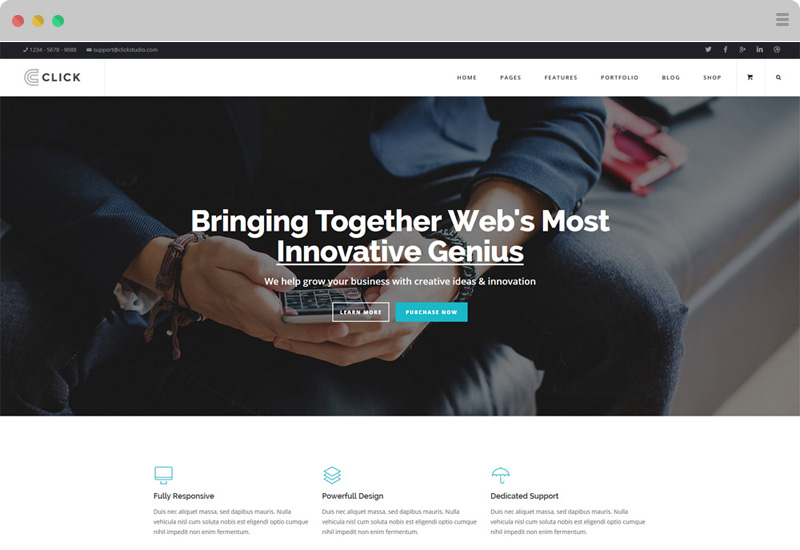 1234 - 5678 - 9088 support@clickstudio.com
CLICK HOME PAGES FEATURES PORTFOLIO BLOG SHOP
Bringing Together Web's Most
Innovative Genius
We help grow your business with creative ideas & innovation
LEARN MORE PURCHASE NOW
Fully Responsive
Duis nec aliquet massa, sed dapibus mauris. Nulla
vehicula nisl cum soluta nobis est eligendi optio cumque
nihil impedit non enim fermentum.
Powerfull Design
Duis nec aliquet massa, sed dapibus mauris. Nulla
vehicula nisl cum soluta nobis est eligendi optio cumque
nihil impedit non enim fermentum.
Dedicated Support
Duis nec aliquet massa, sed dapibus mauris. Nulla
vehicula nisl cum soluta nobis est eligendi optio cumque
nihil impedit non enim fermentum.